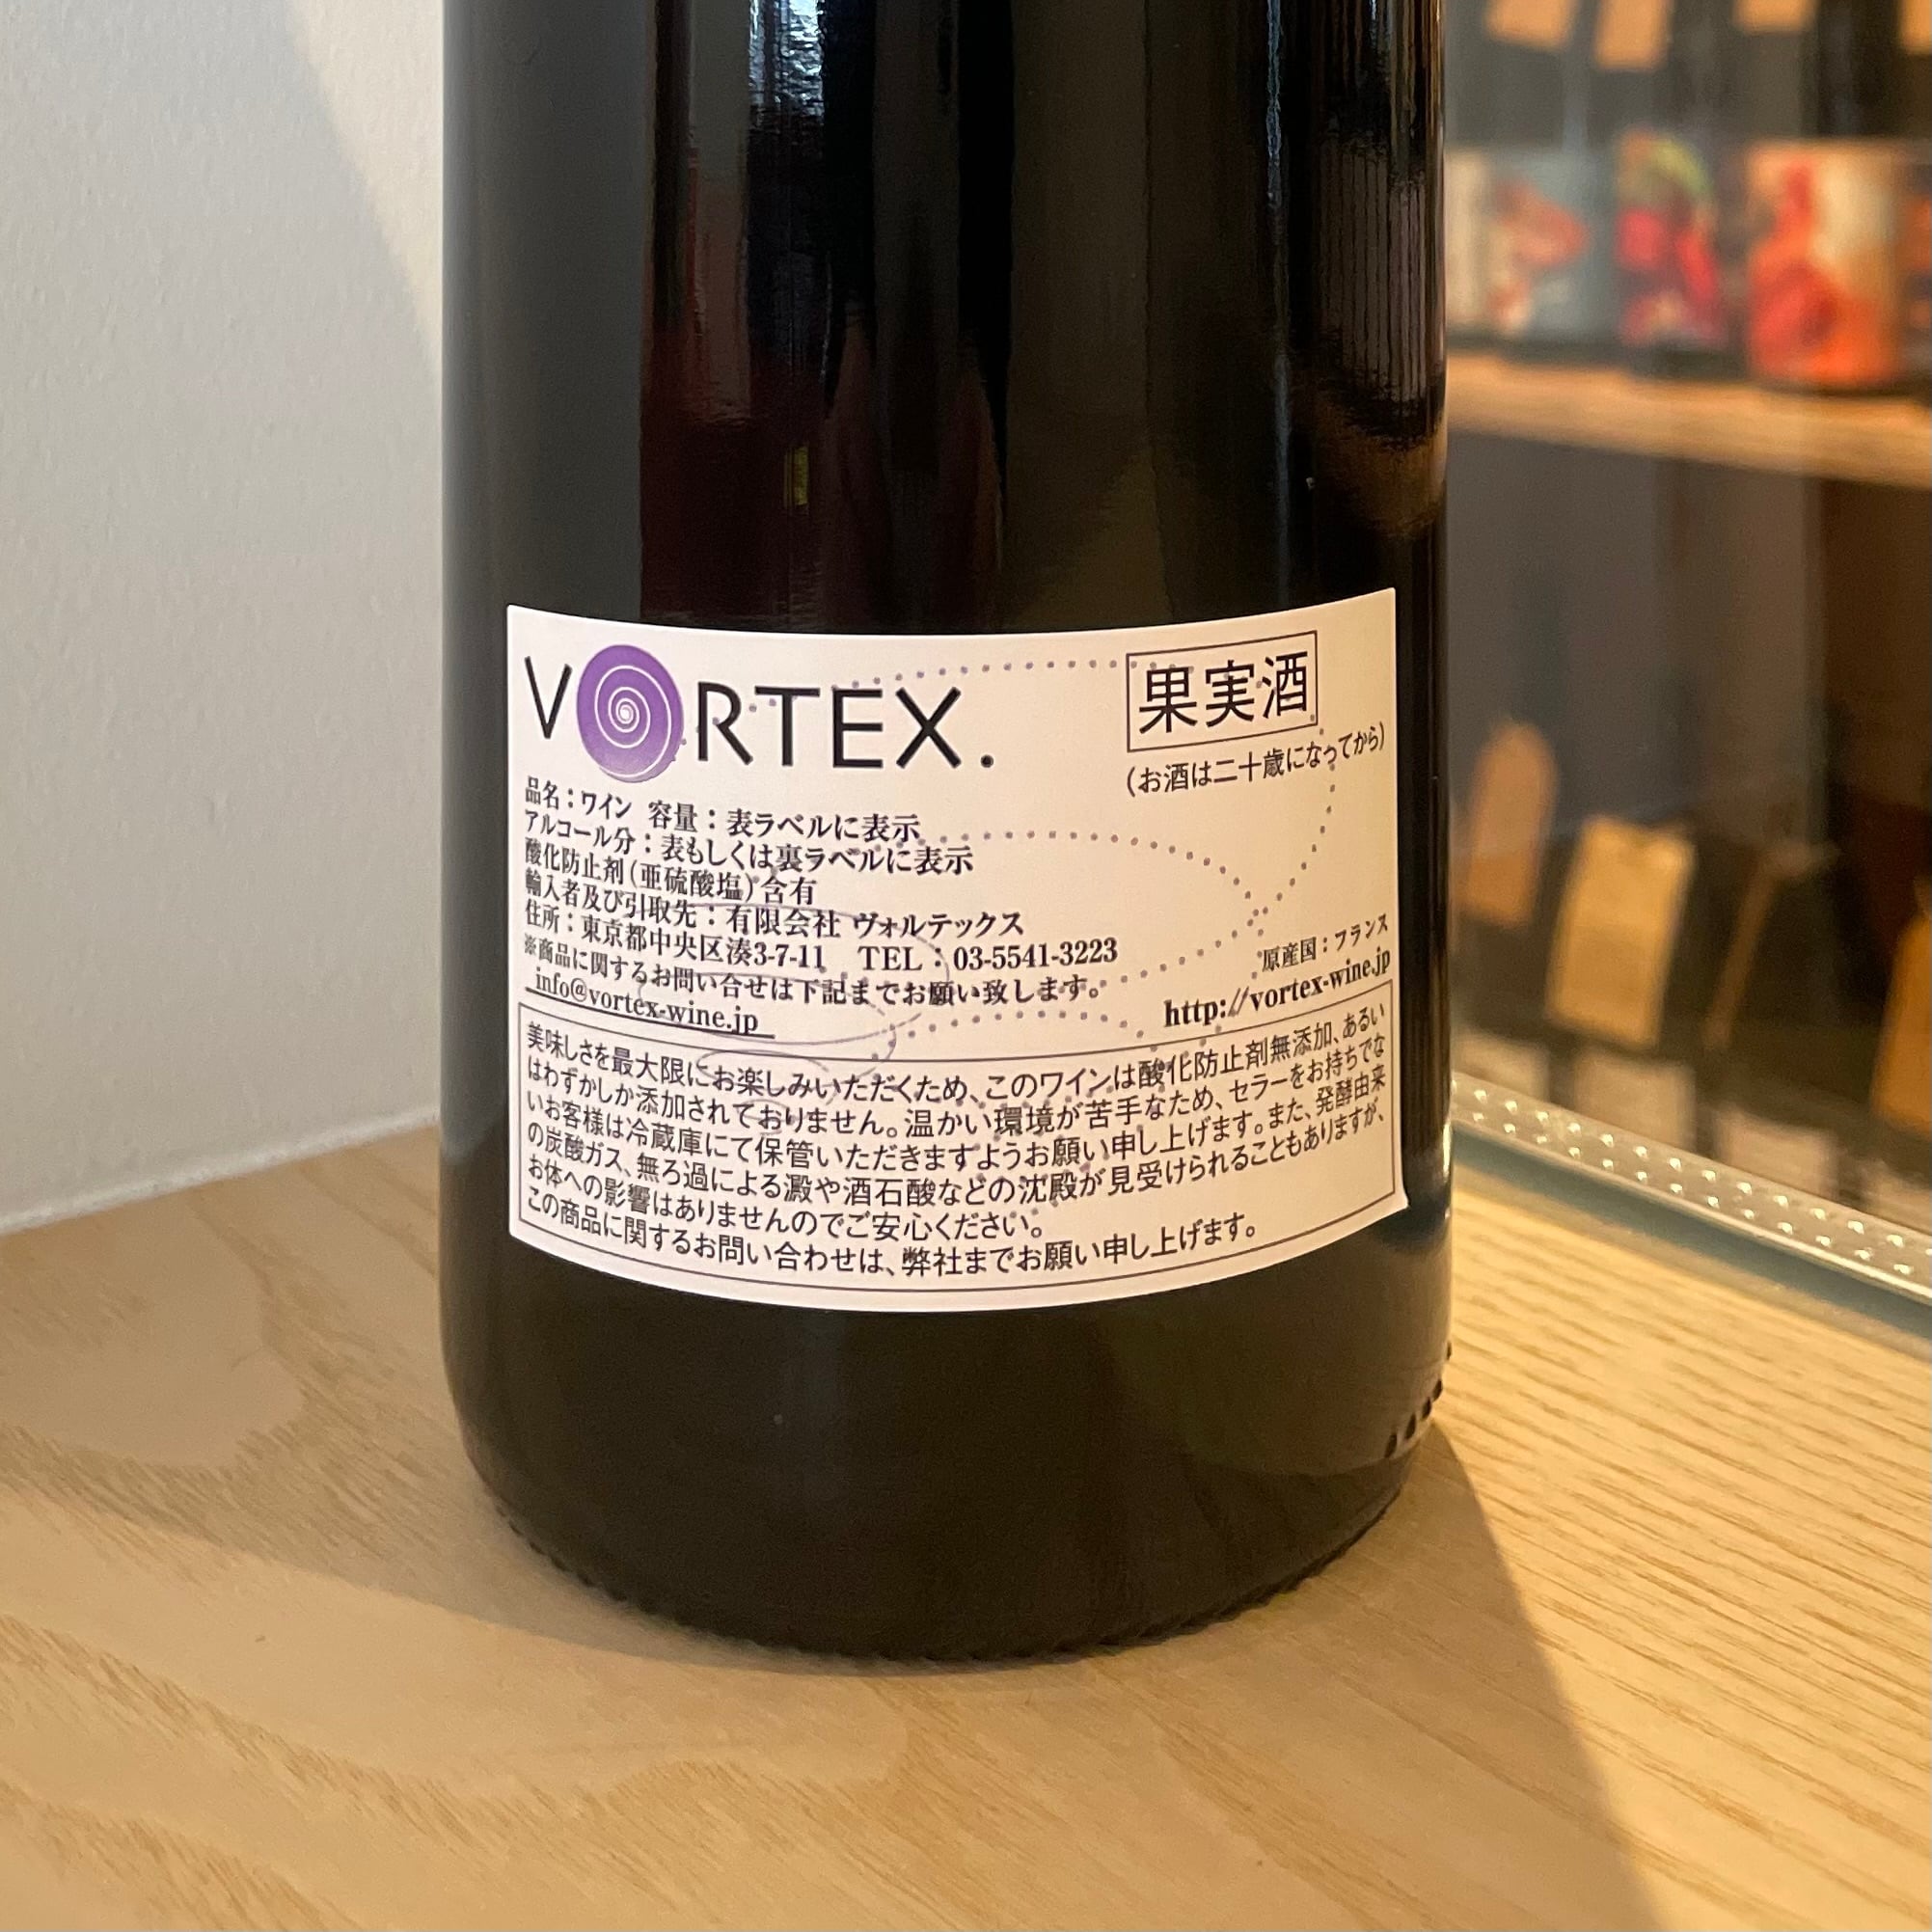 VORTEX.
果実酒
(お酒は二十歳になってから)
品名：ワイン 容量：表ラベルに表示
アルコール分：表もしくは裏ラベルに表示
酸化防止剤(亜硫酸塩)含有
輸入者及び引取先：有限会社 ヴォルテックス
住所：東京都中央区湊3-7-11 TEL：03-5541-3223
※商品に関するお問い合せは下記までお願い致します。
info@vortex-wine.jp
原産国：フランス
http://vortex-wine.jp
美味しさを最大限にお楽しみいただくため、このワインは酸化防止剤無添加、あるい
はわずかしか添加されておりません。温かい環境が苦手なため、セラーをお持ちでな
いお客様は冷蔵庫にて保管いただきますようお願い申し上げます。また、発酵由来
の炭酸ガス、無ろ過による澱や酒石酸などの沈殿が見受けられることもありますが、
お体への影響はありませんのでご安心ください。
この商品に関するお問い合わせは、弊社までお願い申し上げます。